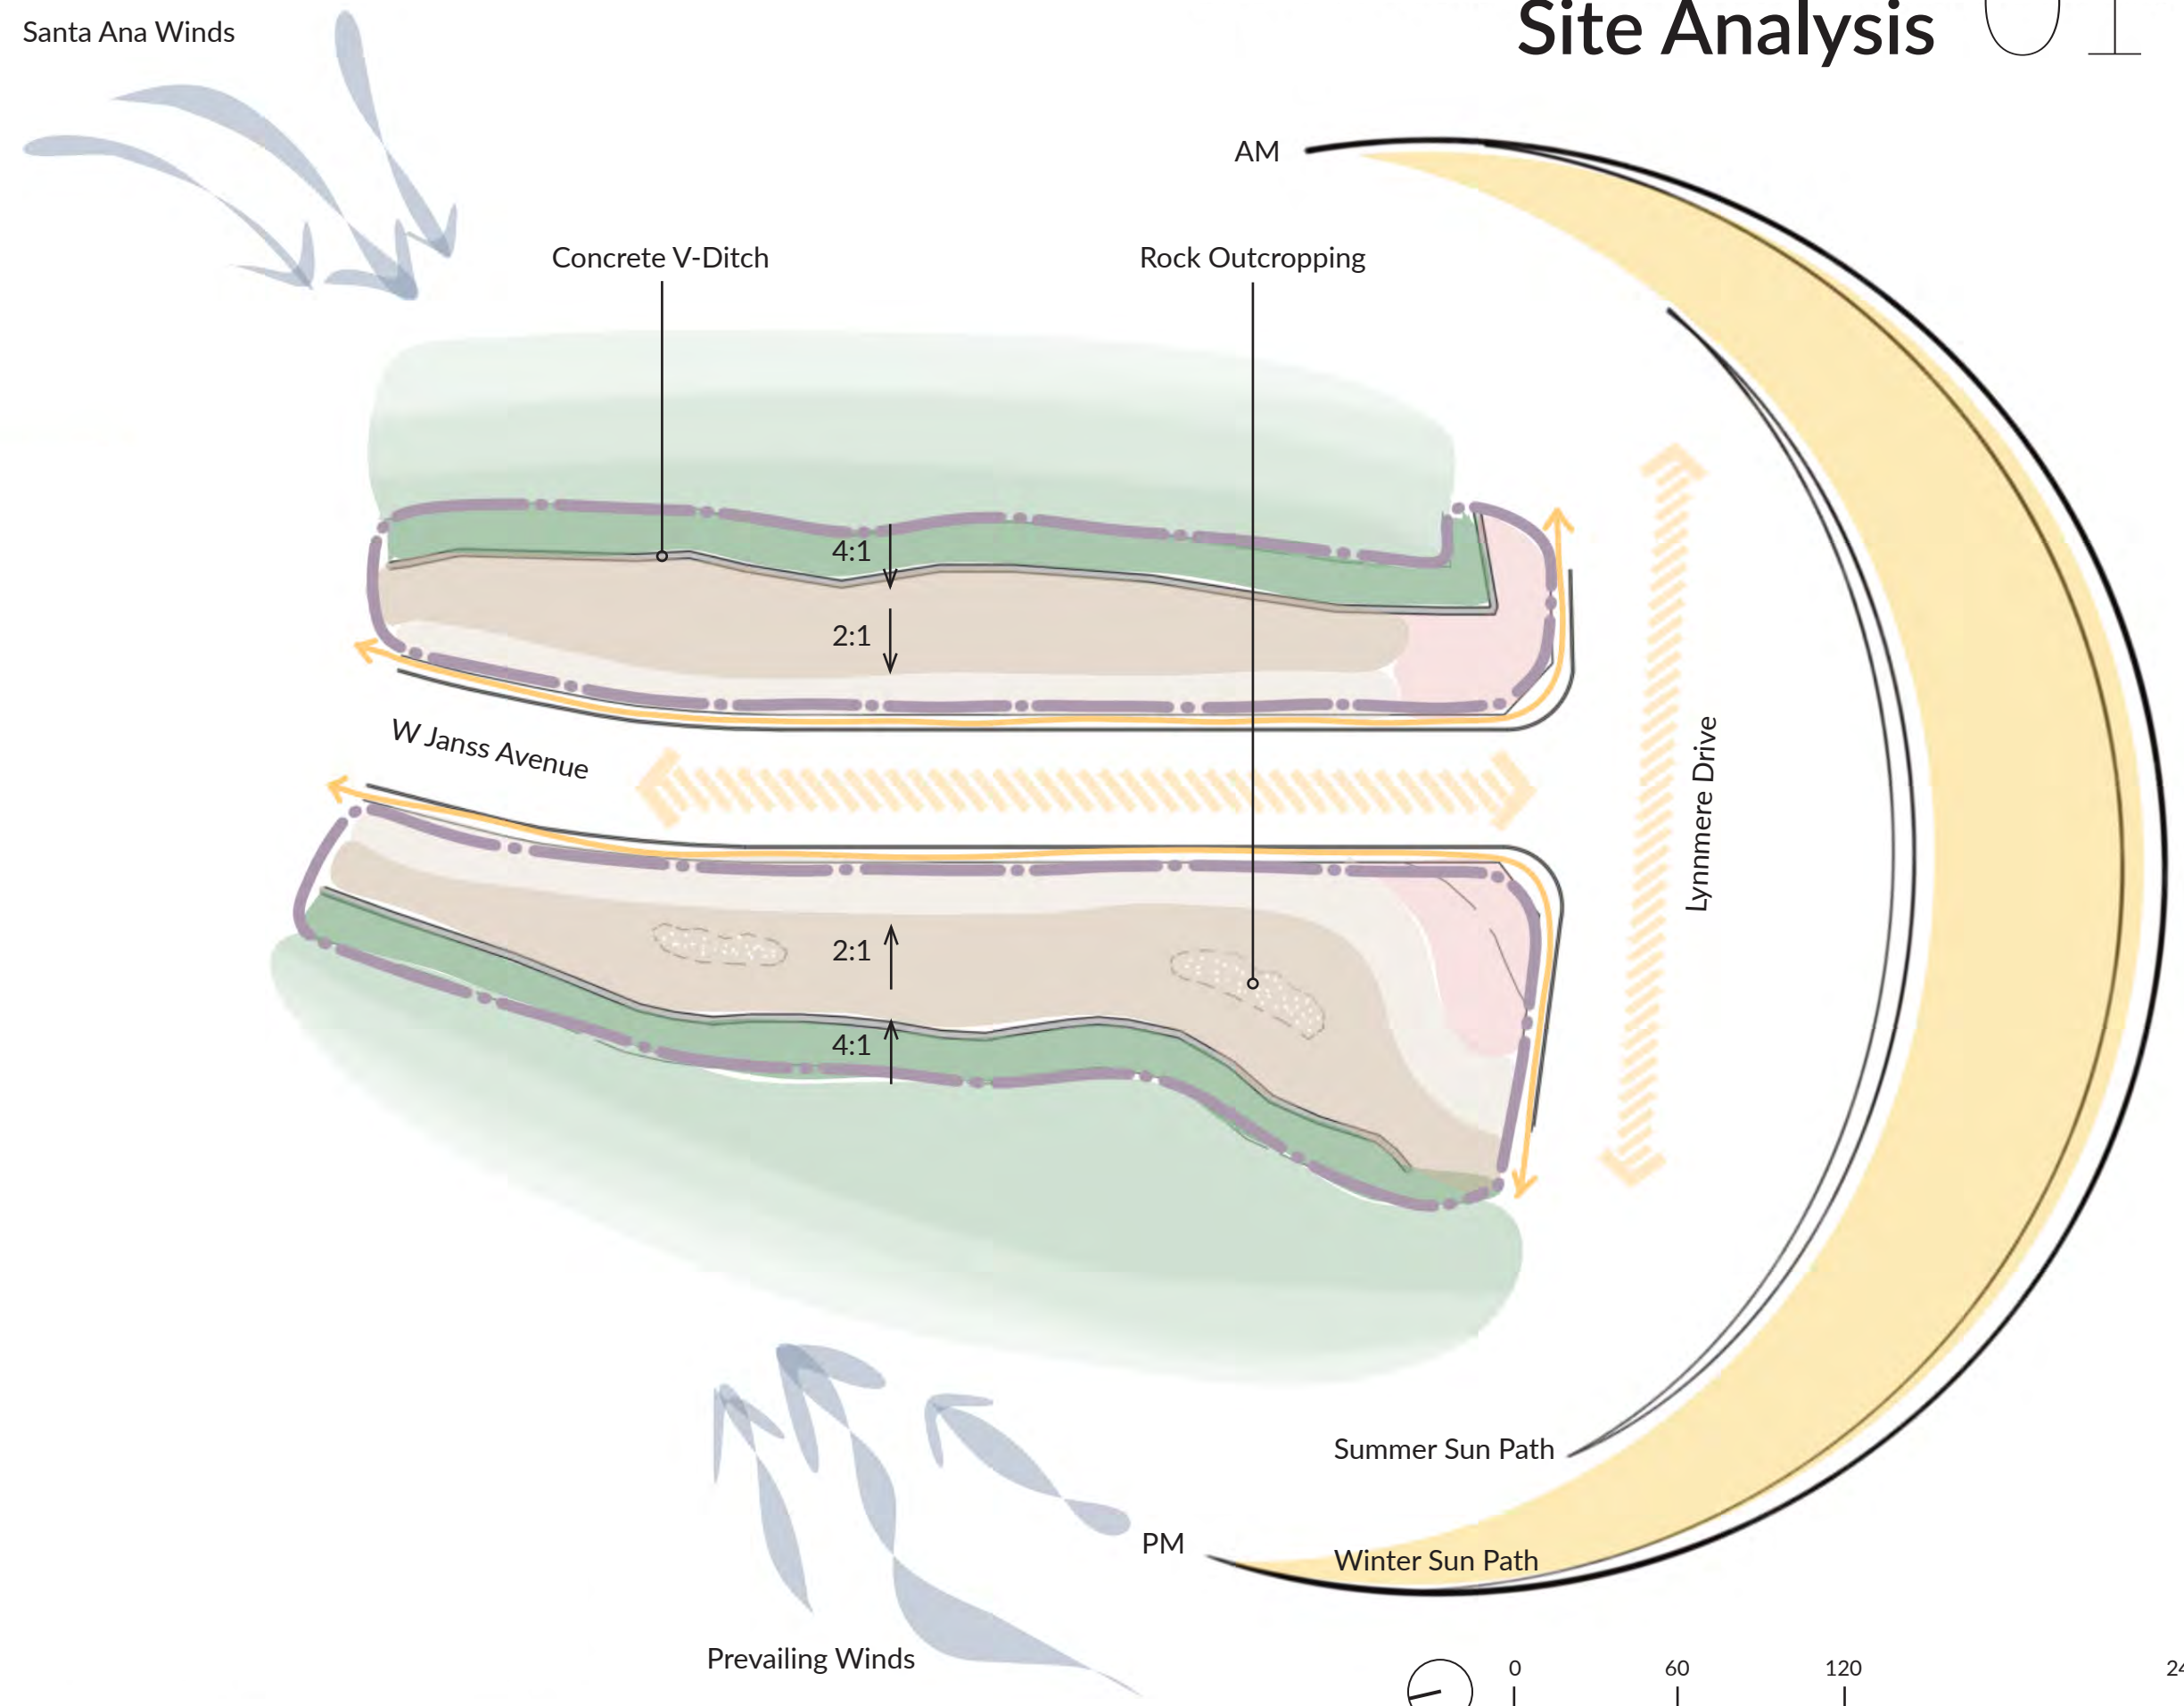 Santa Ana Winds
Site Analysis 01
AM
Concrete V-Ditch
Rock Outcropping
4:1
2:1
W Janss Avenue
Lynnmere Drive
2:1
4:1
Summer Sun Path
PM
Winter Sun Path
Prevailing Winds
0 60 120